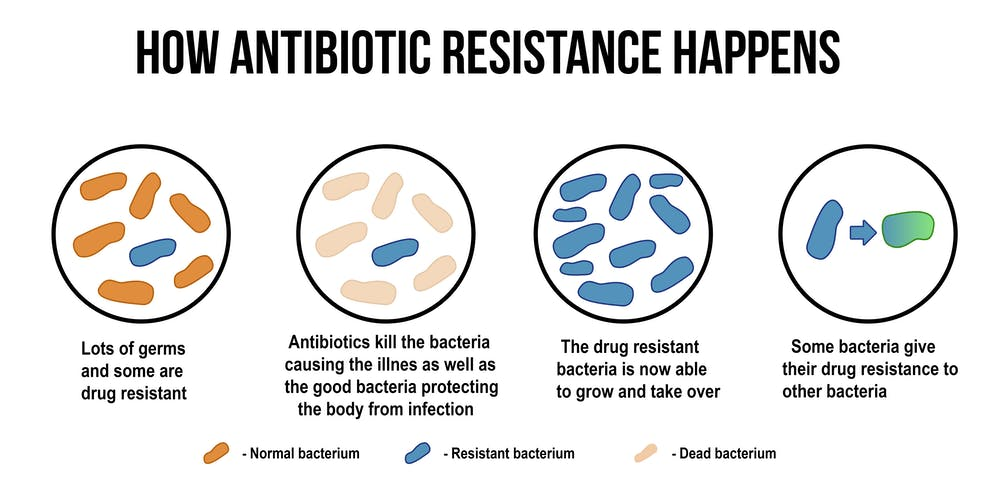 HOW ANTIBIOTIC RESISTANCE HAPPENS
Lots of germs
and some are
drug resistant
Antibiotics kill the bacteria
causing the illnes as well as
the good bacteria protecting
the body from infection
The drug resistant
bacteria is now able
to grow and take over
Some bacteria give
their drug resistance to
other bacteria
- Normal bacterium
- Resistant bacterium
- Dead bacterium